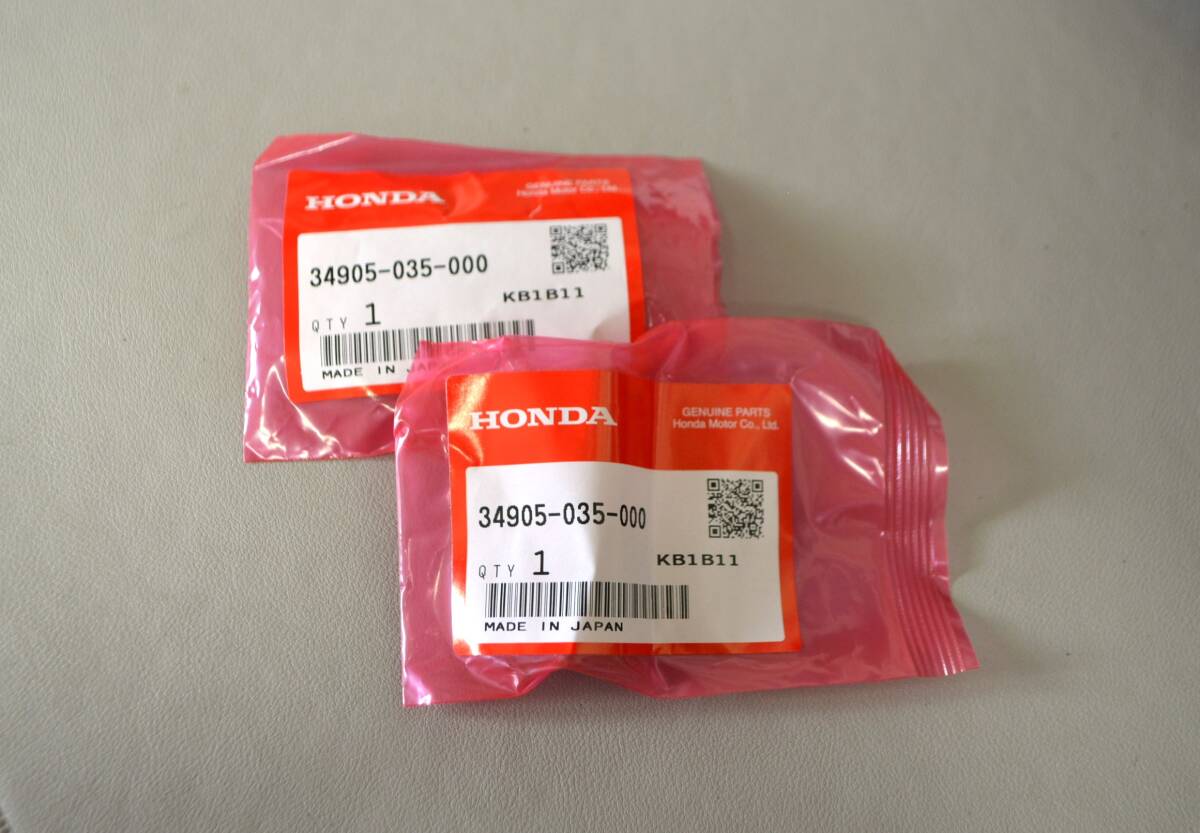 HONDA
GENUINE PARTS
Honda Motor Co., Ltd.
34905-035-000
KB1B11
QTY 1
MADE IN JAP
HONDA
GENUINE PARTS
Honda Motor Co., Ltd.
34905-035-000
KB1B11
QTY 1
MADE IN JAPAN